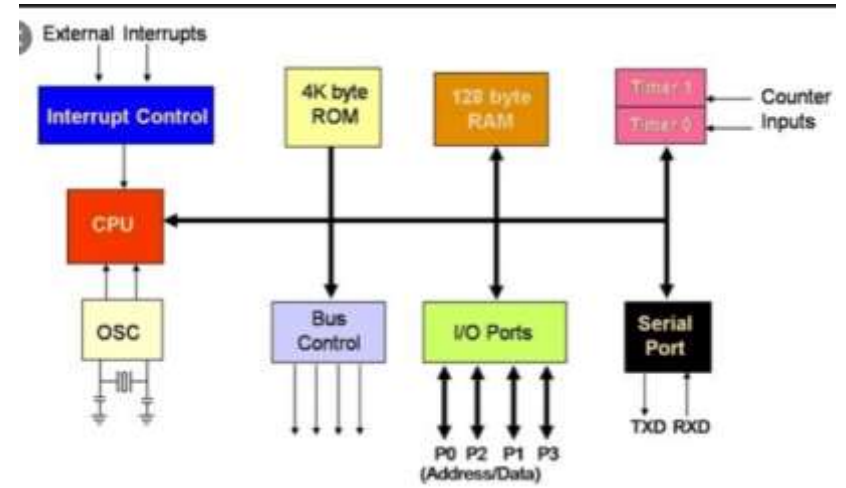 External Interrupts
Interrupt Control
4K byte
ROM
128 byte
RAM
Timer 1
Timer 0
Counter
Inputs
CPU
OSC
Bus
Control
I/O Ports
Serial
Port
TXD RXD
P0 P2 P1 P3
(Address/Data)